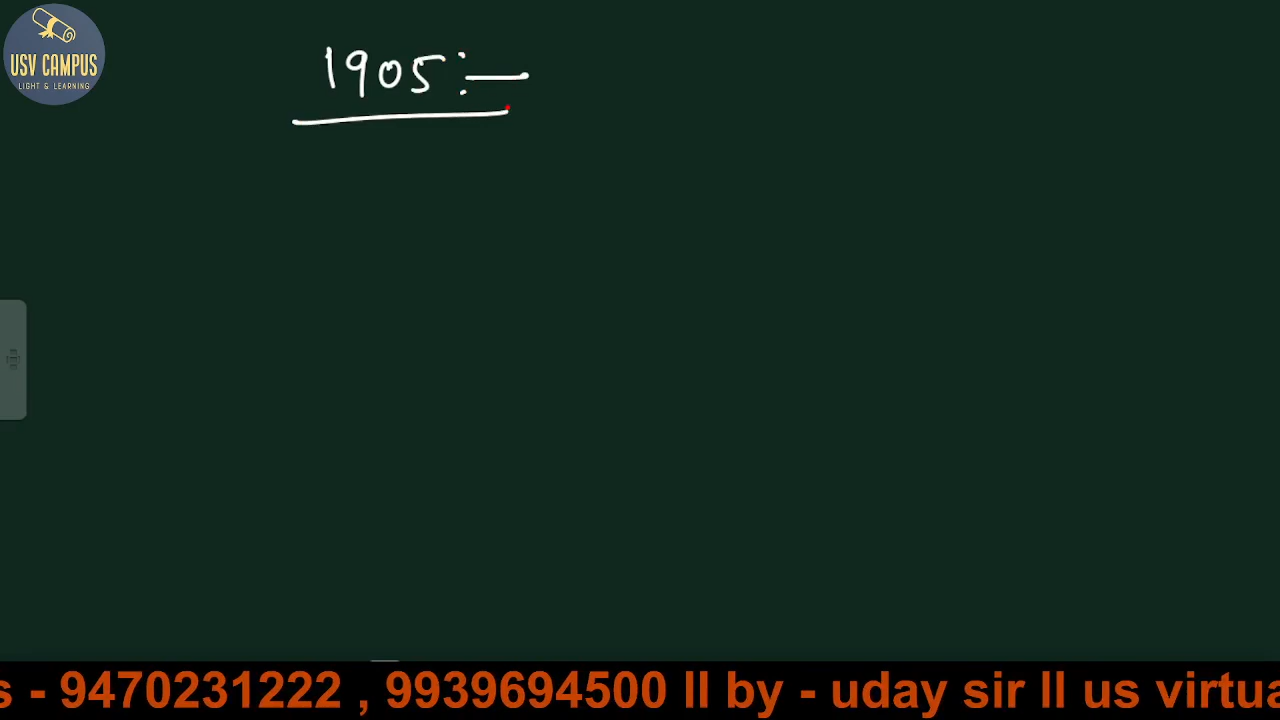 USV CAMPUS
LIGHT & LEARNING
1905:—
s - 9470231222 , 9939694500 ll by - uday sir ll us virtua